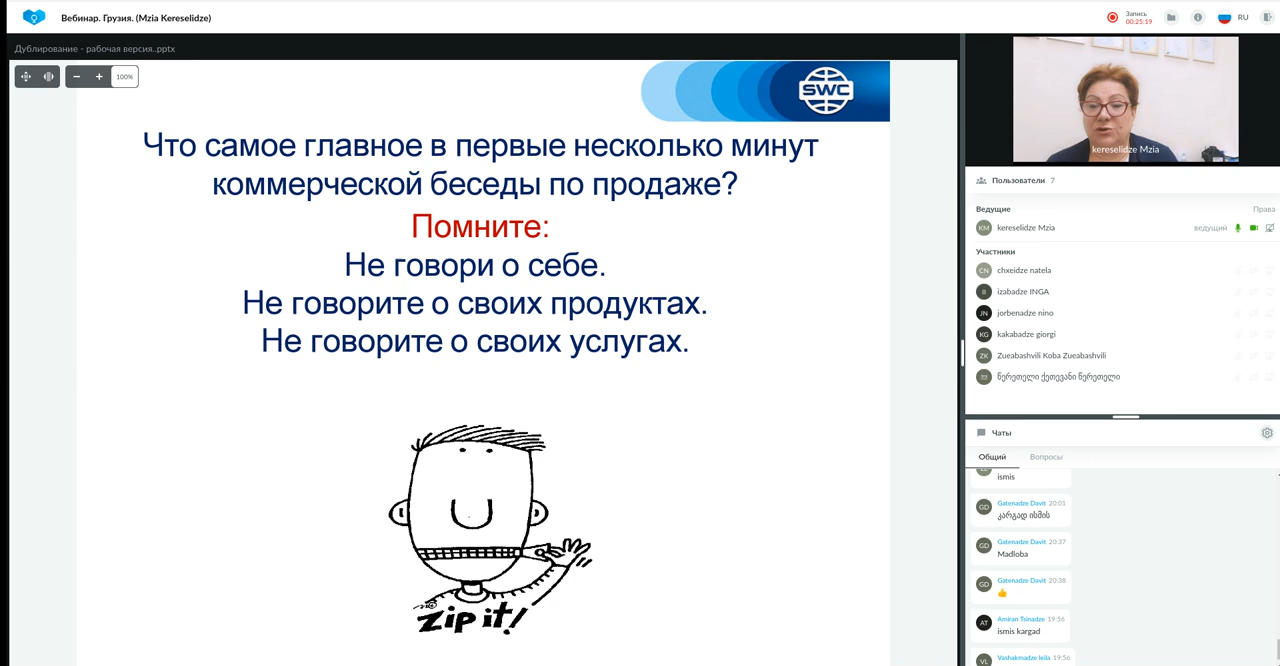 Вебинар. Грузия. (Mzia Kereselidze)
Запись
00:25:19
RU
Дублирование - рабочая версия..pptx
100%
SWC
Что самое главное в первые несколько минут
коммерческой беседы по продаже?
Помните:
Не говори о себе.
Не говорите о своих продуктах.
Не говорите о своих услугах.
zip it!
kereselidze Mzia
Пользователи 7
Ведущие Права
KM kereselidze Mzia ведущий
Участники
CN chxeidze natela
II izabadze INGA
JN jorbenadze nino
KG kakabadze giorgi
ZK Zueabashvili Koba Zueabashvili
წერეთელი ქეთევანი წერეთელი
Чаты
Общий Вопросы
ismis
GD Gatenadze Davit 20:01
კარგად ისმის
GD Gatenadze Davit 20:37
Madloba
GD Gatenadze Davit 20:38
👍
AT Amiran Tsinadze 19:56
ismis kargad
VL Vashakmadze leila 19:56